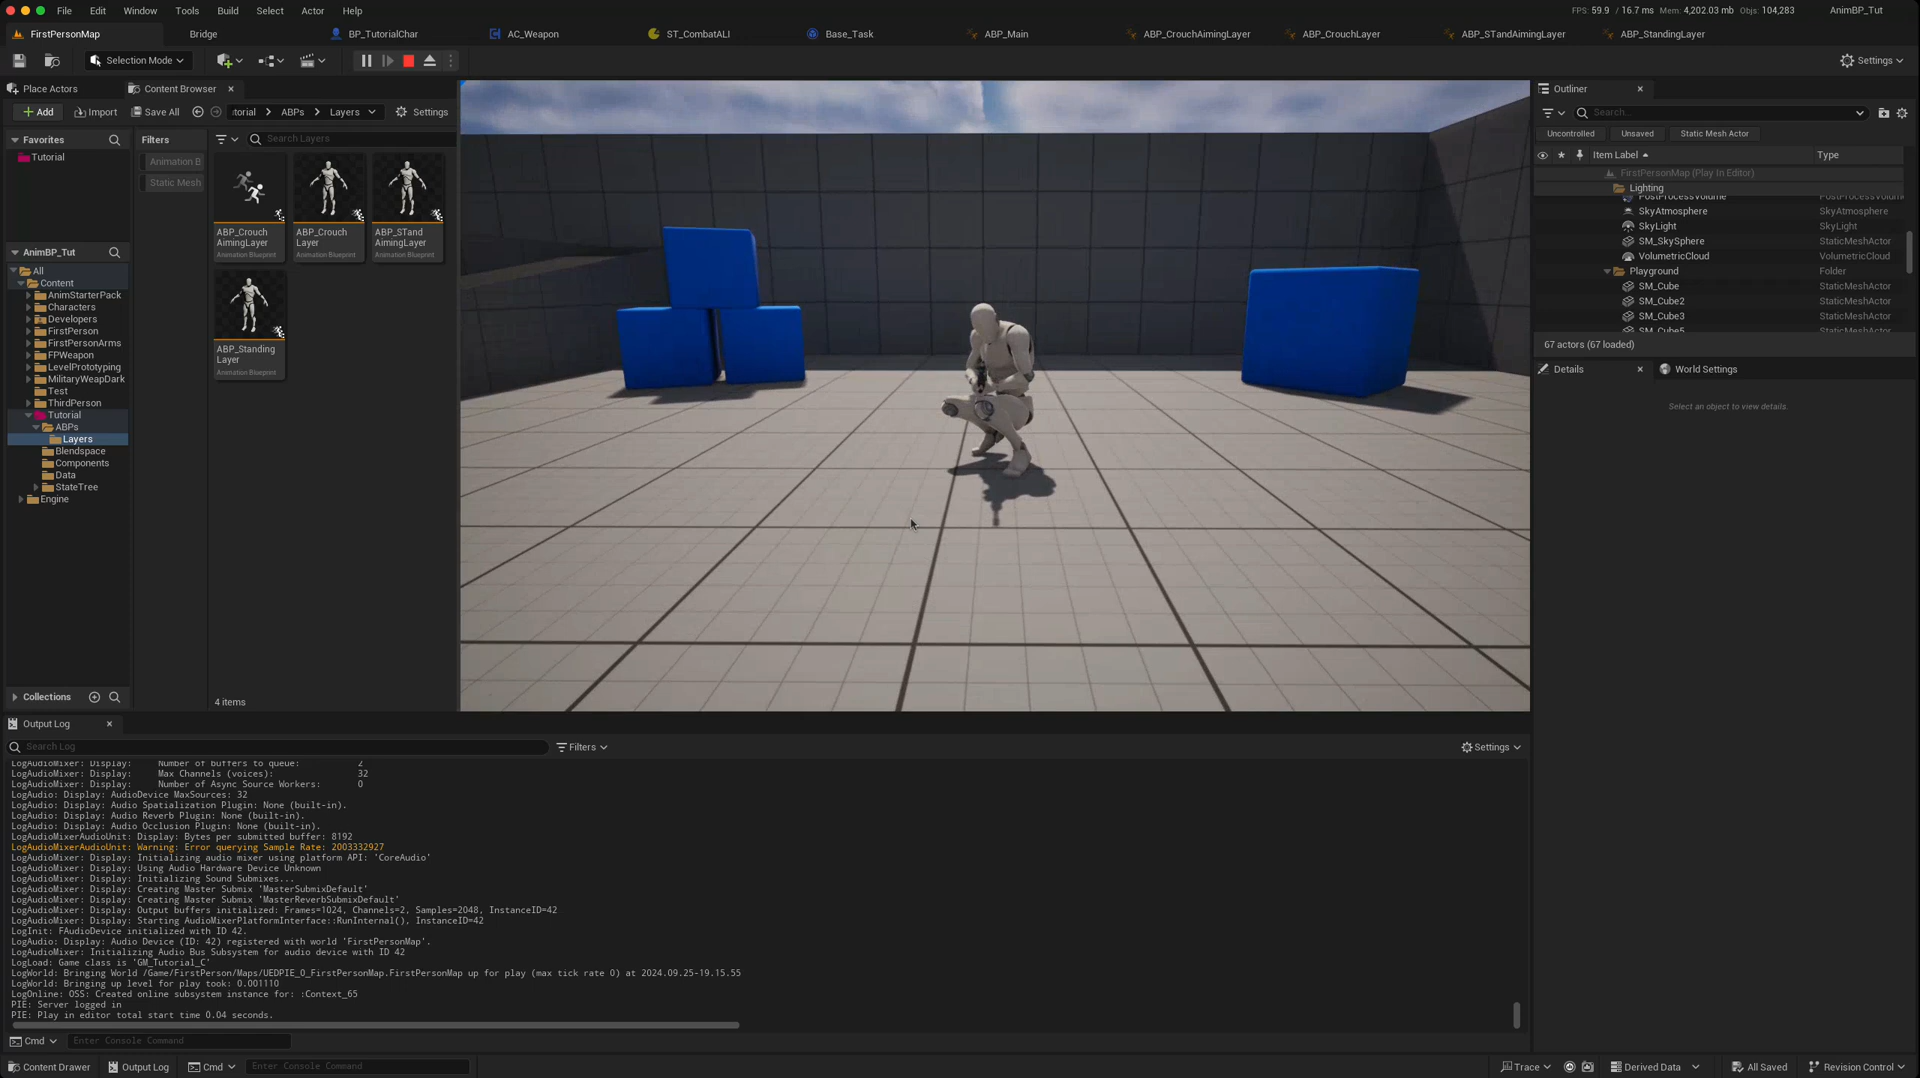 File Edit Window Tools Build Select Actor Help
FPS: 59.9 / 16.7 ms Mem: 4,202.03 mb Objs: 104,283 AnimBP_Tut
FirstPersonMap Bridge BP_TutorialChar AC_Weapon ST_CombatALI Base_Task ABP_Main ABP_CrouchAimingLayer ABP_CrouchLayer ABP_STandAimingLayer ABP_StandingLayer
Selection Mode Settings
Place Actors Content Browser
Add Import Save All torial ABPs Layers Settings
Favorites
Tutorial
Filters
Animation B
Static Mesh
Search Layers
ABP_Crouch
AimingLayer
Animation Blueprint
ABP_Crouch
Layer
Animation Blueprint
ABP_STand
AimingLayer
Animation Blueprint
ABP_Standing
Layer
Animation Blueprint
4 items
AnimBP_Tut
All
Content
AnimStarterPack
Characters
Developers
FirstPerson
FirstPersonArms
FPWeapon
LevelPrototyping
MilitaryWeapDark
Test
ThirdPerson
Tutorial
ABPs
Layers
Blendspace
Components
Data
StateTree
Engine
Collections
Outliner
Search...
Uncontrolled Unsaved Static Mesh Actor
Item Label Type
FirstPersonMap (Play In Editor)
Lighting
PostProcessVolume PostProcessVolume
SkyAtmosphere SkyAtmosphere
SkyLight SkyLight
SM_SkySphere StaticMeshActor
VolumetricCloud VolumetricCloud
Playground Folder
SM_Cube StaticMeshActor
SM_Cube2 StaticMeshActor
SM_Cube3 StaticMeshActor
SM_Cube5 StaticMeshActor
67 actors (67 loaded)
Details World Settings
Select an object to view details.
Output Log
Search Log Filters Settings
LogAudioMixer: Display: Number of buffers to queue: 2
LogAudioMixer: Display: Max Channels (voices): 32
LogAudioMixer: Display: Number of Async Source Workers: 0
LogAudio: Display: AudioDevice MaxSources: 32
LogAudio: Display: Audio Spatialization Plugin: None (built-in).
LogAudio: Display: Audio Reverb Plugin: None (built-in).
LogAudio: Display: Audio Occlusion Plugin: None (built-in).
LogAudioMixerAudioUnit: Display: Bytes per submitted buffer: 8192
LogAudioMixerAudioUnit: Warning: Error querying Sample Rate: 2003332927
LogAudioMixer: Display: Initializing audio mixer using platform API: 'CoreAudio'
LogAudioMixer: Display: Using Audio Hardware Device Unknown
LogAudioMixer: Display: Initializing Sound Submixes...
LogAudioMixer: Display: Creating Master Submix 'MasterSubmixDefault'
LogAudioMixer: Display: Creating Master Submix 'MasterReverbSubmixDefault'
LogAudioMixer: Display: Output buffers initialized: Frames=1024, Channels=2, Samples=2048, InstanceID=42
LogAudioMixer: Display: Starting AudioMixerPlatformInterface::RunInternal(), InstanceID=42
LogInit: FAudioDevice initialized with ID 42.
LogAudio: Display: Audio Device (ID: 42) registered with world 'FirstPersonMap'.
LogAudioMixer: Initializing Audio Bus Subsystem for audio device with ID 42
LogLoad: Game class is 'GM_Tutorial_C'
LogWorld: Bringing World /Game/FirstPerson/Maps/UEDPIE_0_FirstPersonMap.FirstPersonMap up for play (max tick rate 0) at 2024.09.25-19.15.55
LogWorld: Bringing up level for play took: 0.001110
LogOnline: OSS: Created online subsystem instance for: :Context_65
PIE: Server logged in
PIE: Play in editor total start time 0.04 seconds.
Cmd Enter Console Command
Content Drawer Output Log Cmd Enter Console Command Trace Derived Data All Saved Revision Control